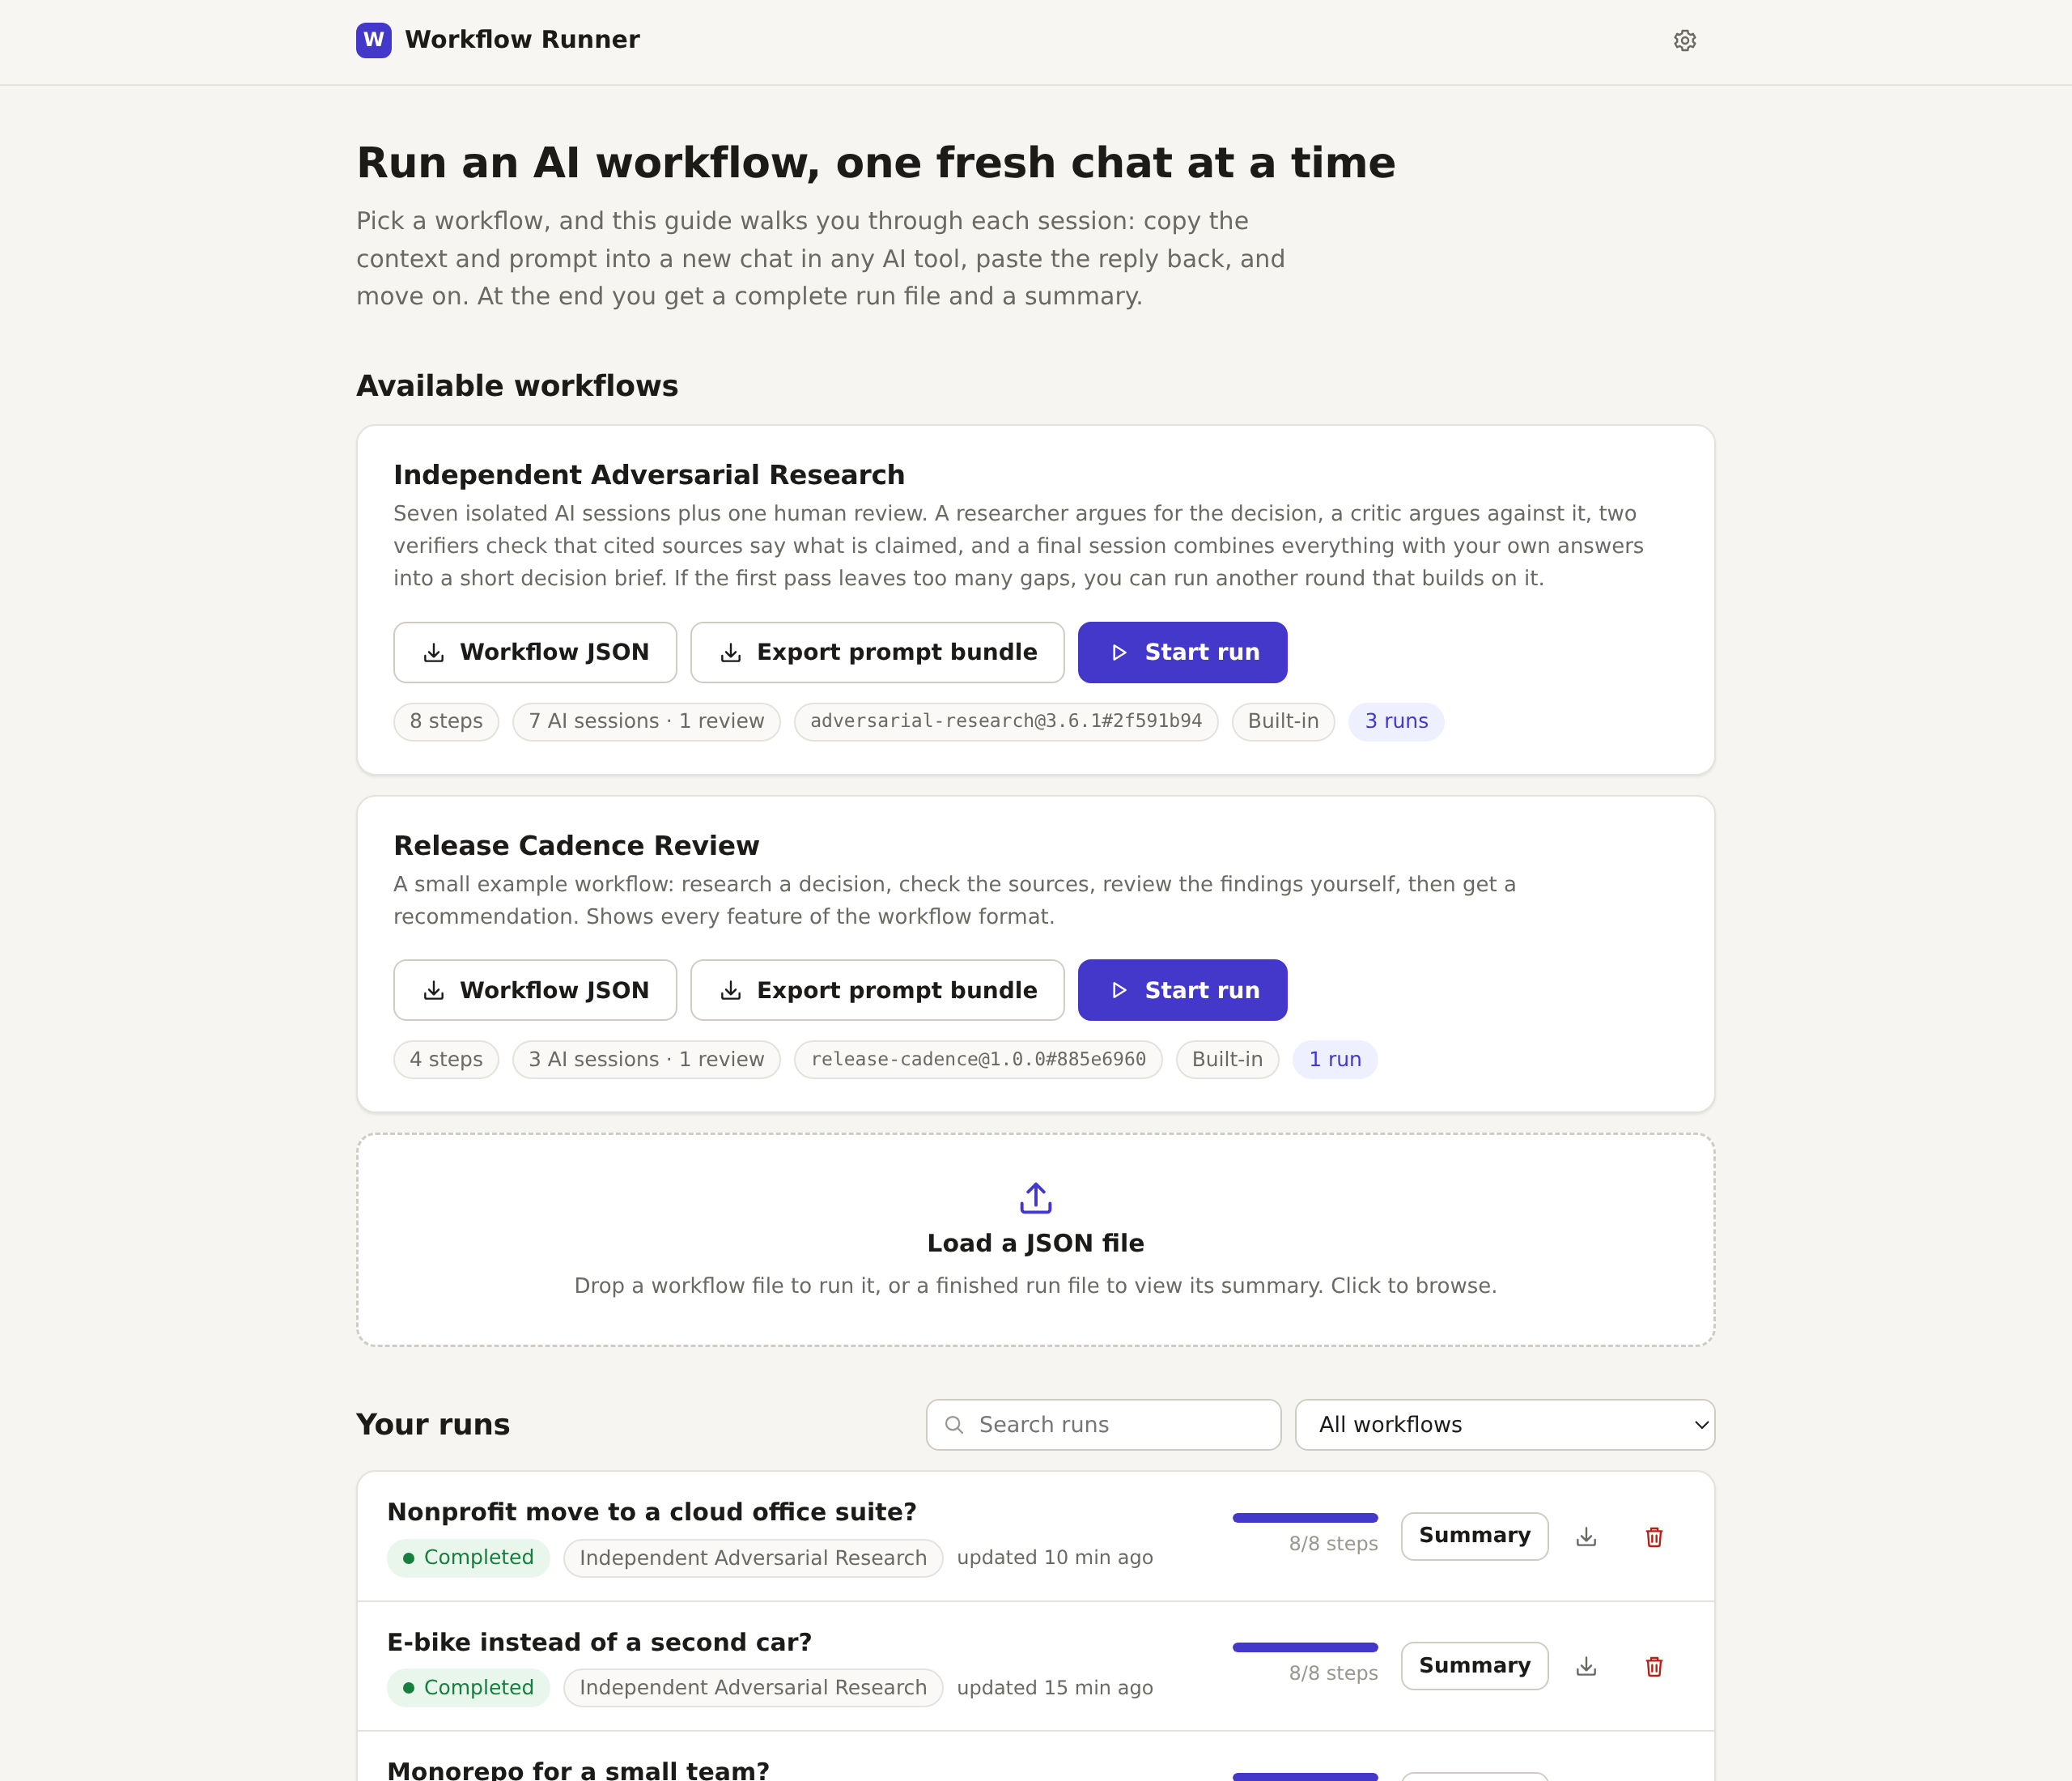 W Workflow Runner
Run an AI workflow, one fresh chat at a time
Pick a workflow, and this guide walks you through each session: copy the
context and prompt into a new chat in any AI tool, paste the reply back, and
move on. At the end you get a complete run file and a summary.
Available workflows
Independent Adversarial Research
Seven isolated AI sessions plus one human review. A researcher argues for the decision, a critic argues against it, two
verifiers check that cited sources say what is claimed, and a final session combines everything with your own answers
into a short decision brief. If the first pass leaves too many gaps, you can run another round that builds on it.
Workflow JSON Export prompt bundle Start run
8 steps 7 AI sessions · 1 review adversarial-research@3.6.1#2f591b94 Built-in 3 runs
Release Cadence Review
A small example workflow: research a decision, check the sources, review the findings yourself, then get a
recommendation. Shows every feature of the workflow format.
Workflow JSON Export prompt bundle Start run
4 steps 3 AI sessions · 1 review release-cadence@1.0.0#885e6960 Built-in 1 run
Load a JSON file
Drop a workflow file to run it, or a finished run file to view its summary. Click to browse.
Your runs Search runs All workflows
Nonprofit move to a cloud office suite?
Completed Independent Adversarial Research updated 10 min ago 8/8 steps Summary
E-bike instead of a second car?
Completed Independent Adversarial Research updated 15 min ago 8/8 steps Summary
Monorepo for a small team?